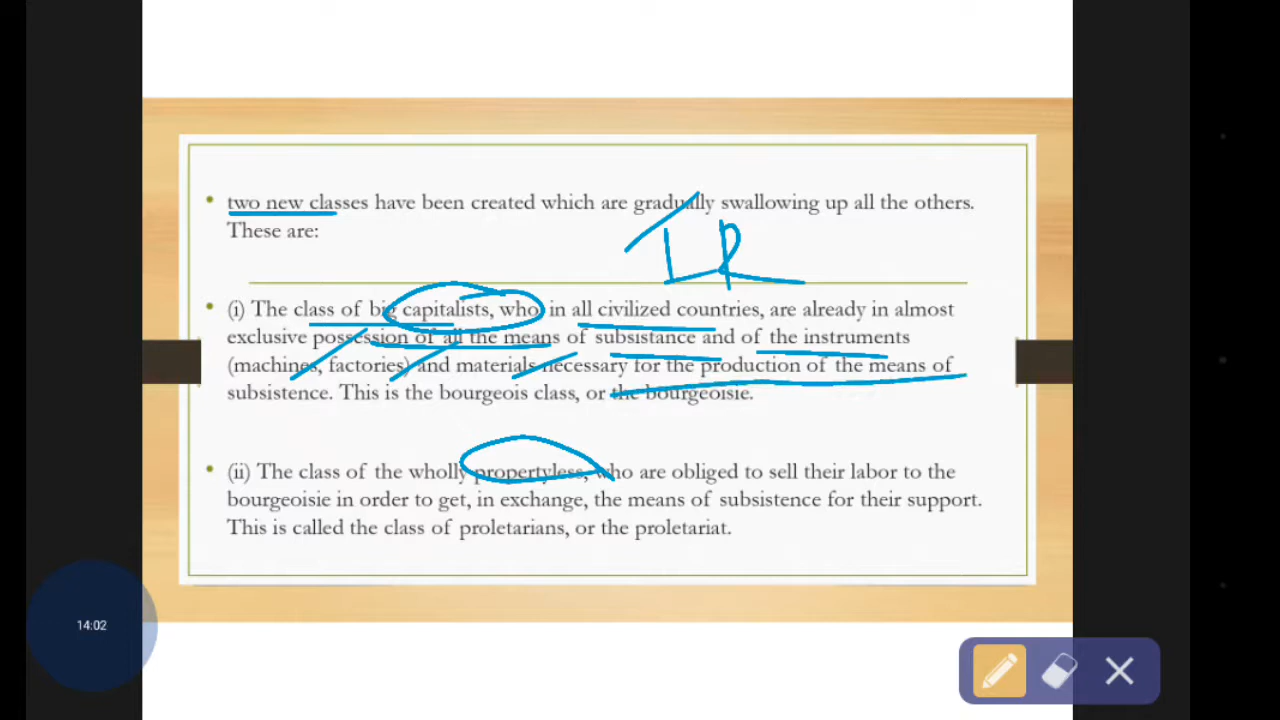 two new classes have been created which are gradually swallowing up all the others.
These are:
IR
(i) The class of big capitalists, who in all civilized countries, are already in almost
exclusive possession of all the means of subsistance and of the instruments
(machines, factories) and materials necessary for the production of the means of
subsistence. This is the bourgeois class, or the bourgeoisie.
(ii) The class of the wholly propertyless, who are obliged to sell their labor to the
bourgeoisie in order to get, in exchange, the means of subsistence for their support.
This is called the class of proletarians, or the proletariat.
14:02